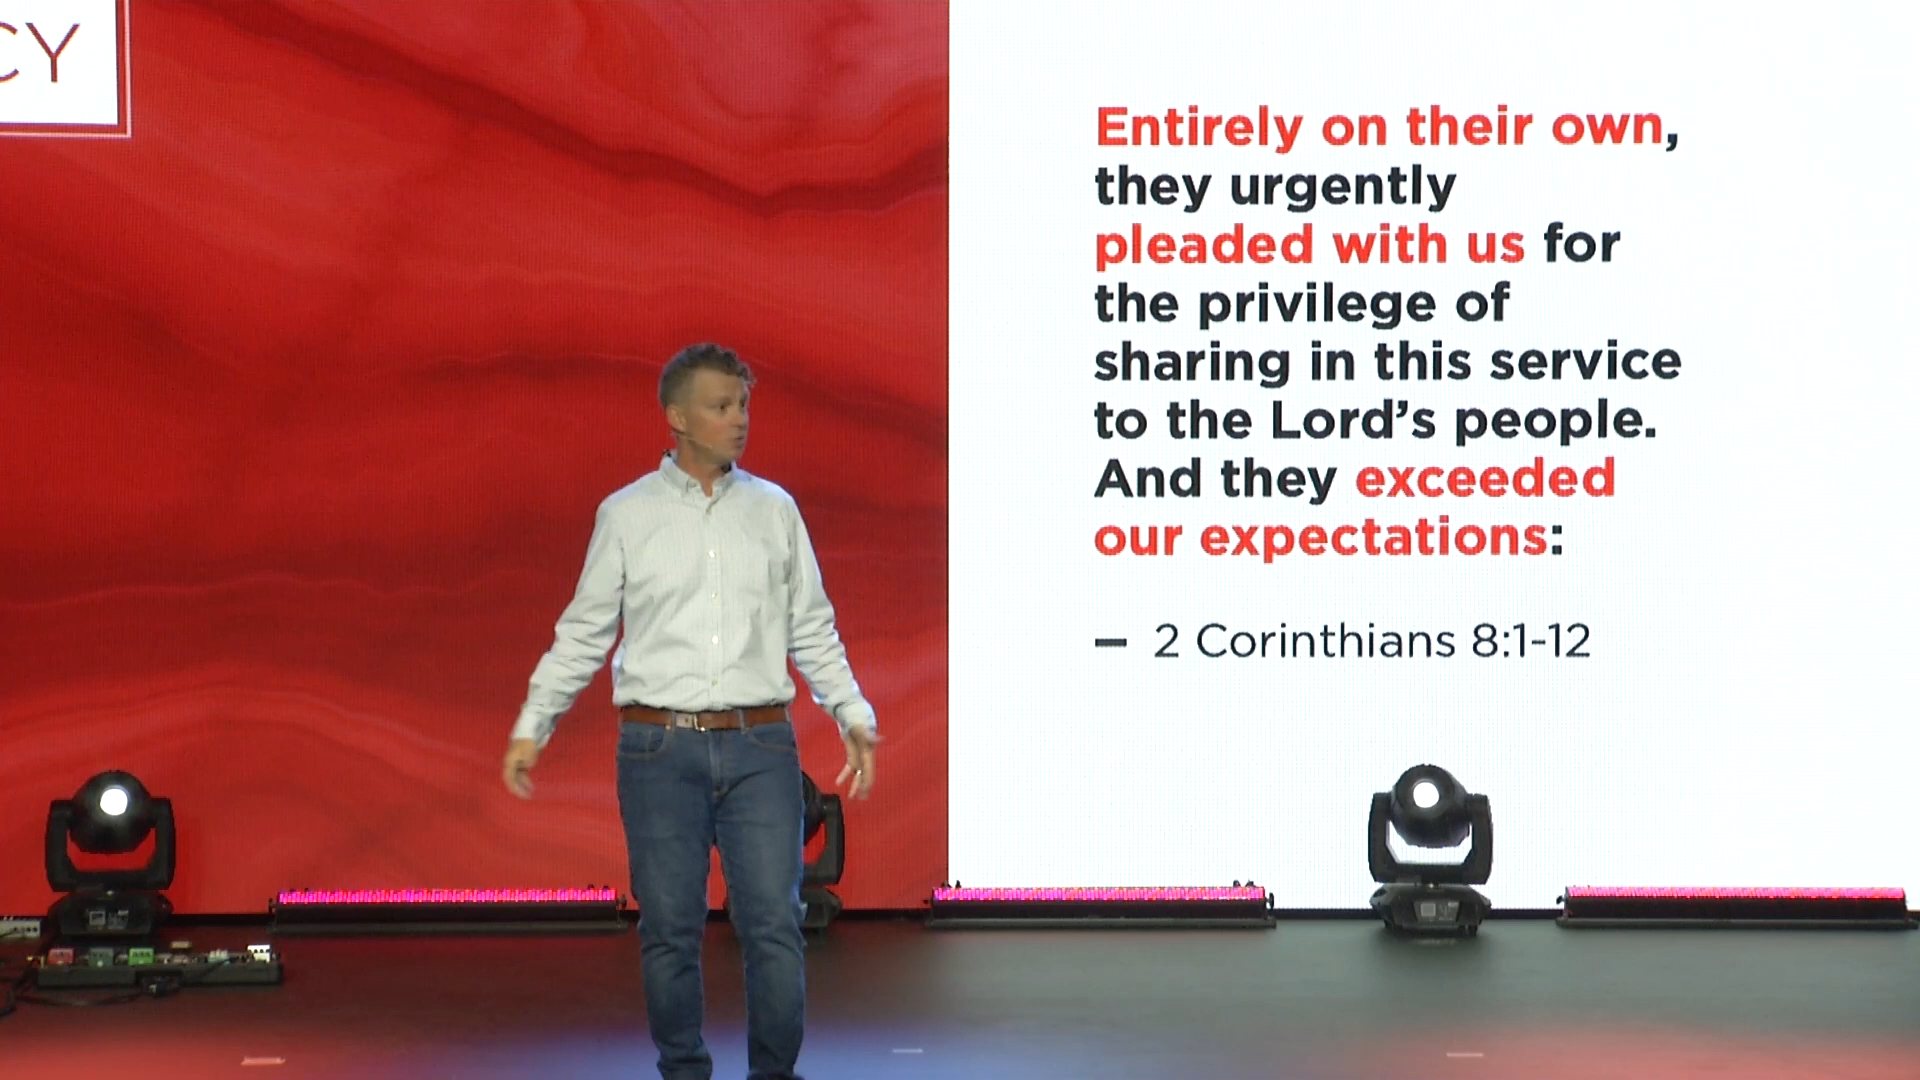 CY
Entirely on their own,
they urgently
pleaded with us for
the privilege of
sharing in this service
to the Lord’s people.
And they exceeded
our expectations:
– 2 Corinthians 8:1-12